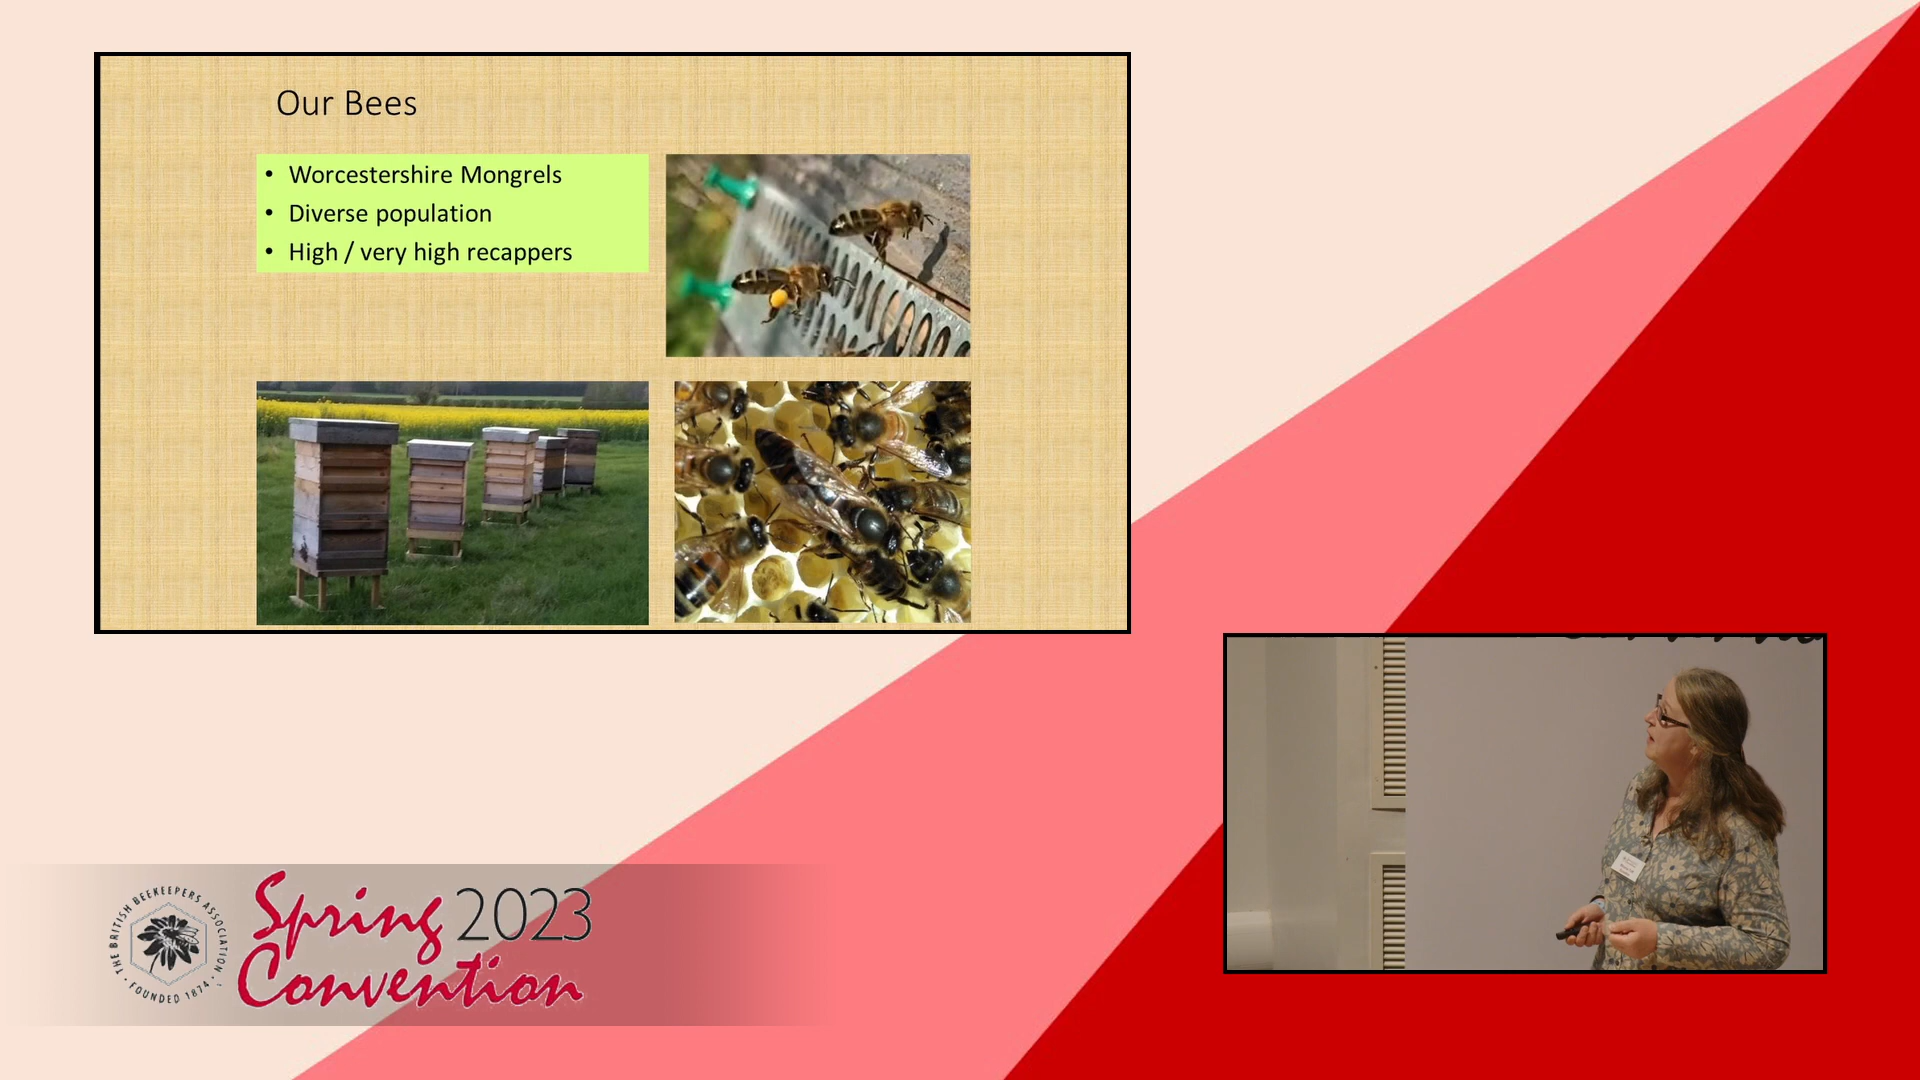 Our Bees
• Worcestershire Mongrels
• Diverse population
• High / very high recappers
THE BRITISH BEEKEEPERS ASSOCIATION
• FOUNDED 1874 •
Spring 2023
Convention